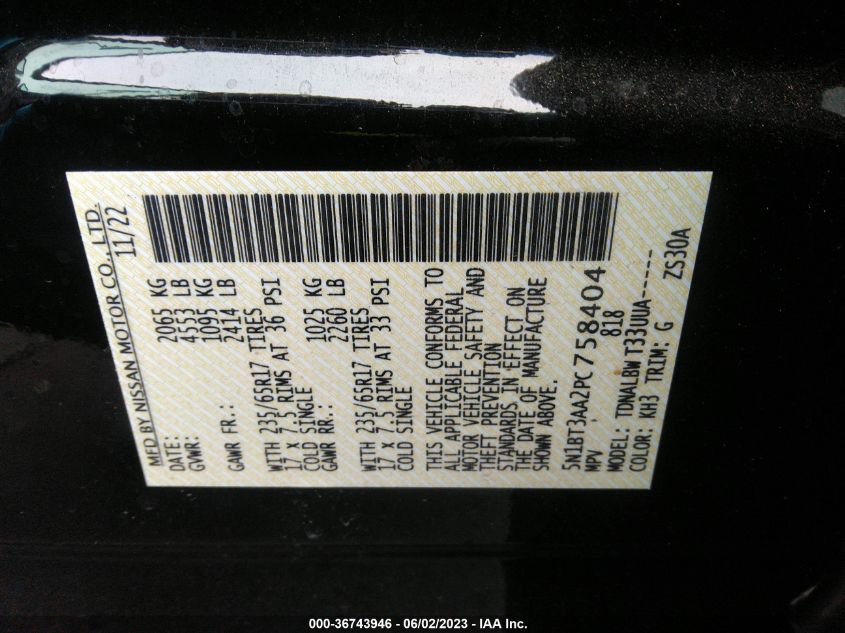 MFD BY NISSAN MOTOR CO., LTD.
DATE: 11/22
GVWR: 2065 KG
4553 LB
GAWR FR.: 1095 KG
2414 LB
WITH 235/65R17 TIRES
17 X 7.5 RIMS AT 36 PSI
COLD SINGLE
GAWR RR.: 1025 KG
2260 LB
WITH 235/65R17 TIRES
17 X 7.5 RIMS AT 33 PSI
COLD SINGLE
THIS VEHICLE CONFORMS TO
ALL APPLICABLE FEDERAL
MOTOR VEHICLE SAFETY AND
THEFT PREVENTION
STANDARDS IN EFFECT ON
THE DATE OF MANUFACTURE
SHOWN ABOVE.
5N1BT3AA2PC758404
MPV 818
MODEL: TDNALBW T33UUA-----
COLOR: KH3 TRIM: G ZS30A
000-36743946 - 06/02/2023 - IAA Inc.